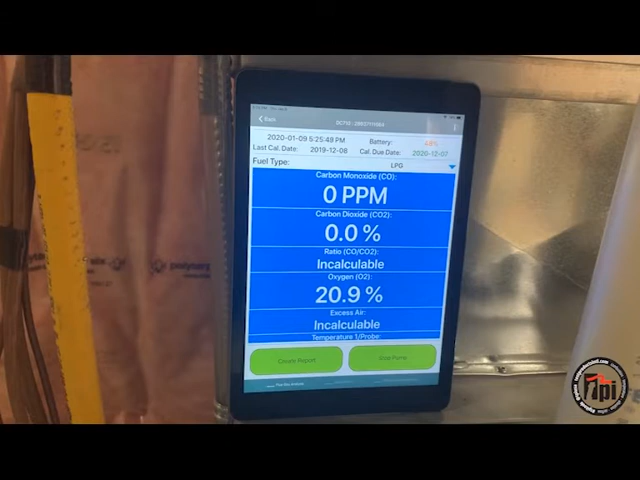 Back
DC710
2020-01-09 5:25:48 PM
Battery:
Last Cal. Date: 2019-12-08
Cal. Due Date: 2020-12-07
Fuel Type:
LPG
Carbon Monoxide (CO):
0 PPM
Carbon Dioxide (CO2):
0.0 %
Ratio (CO/CO2):
Incalculable
Oxygen (O2):
20.9 %
Excess Air:
Incalculable
Temperature 1/Probe:
Create Report
Stop Pump
tpi